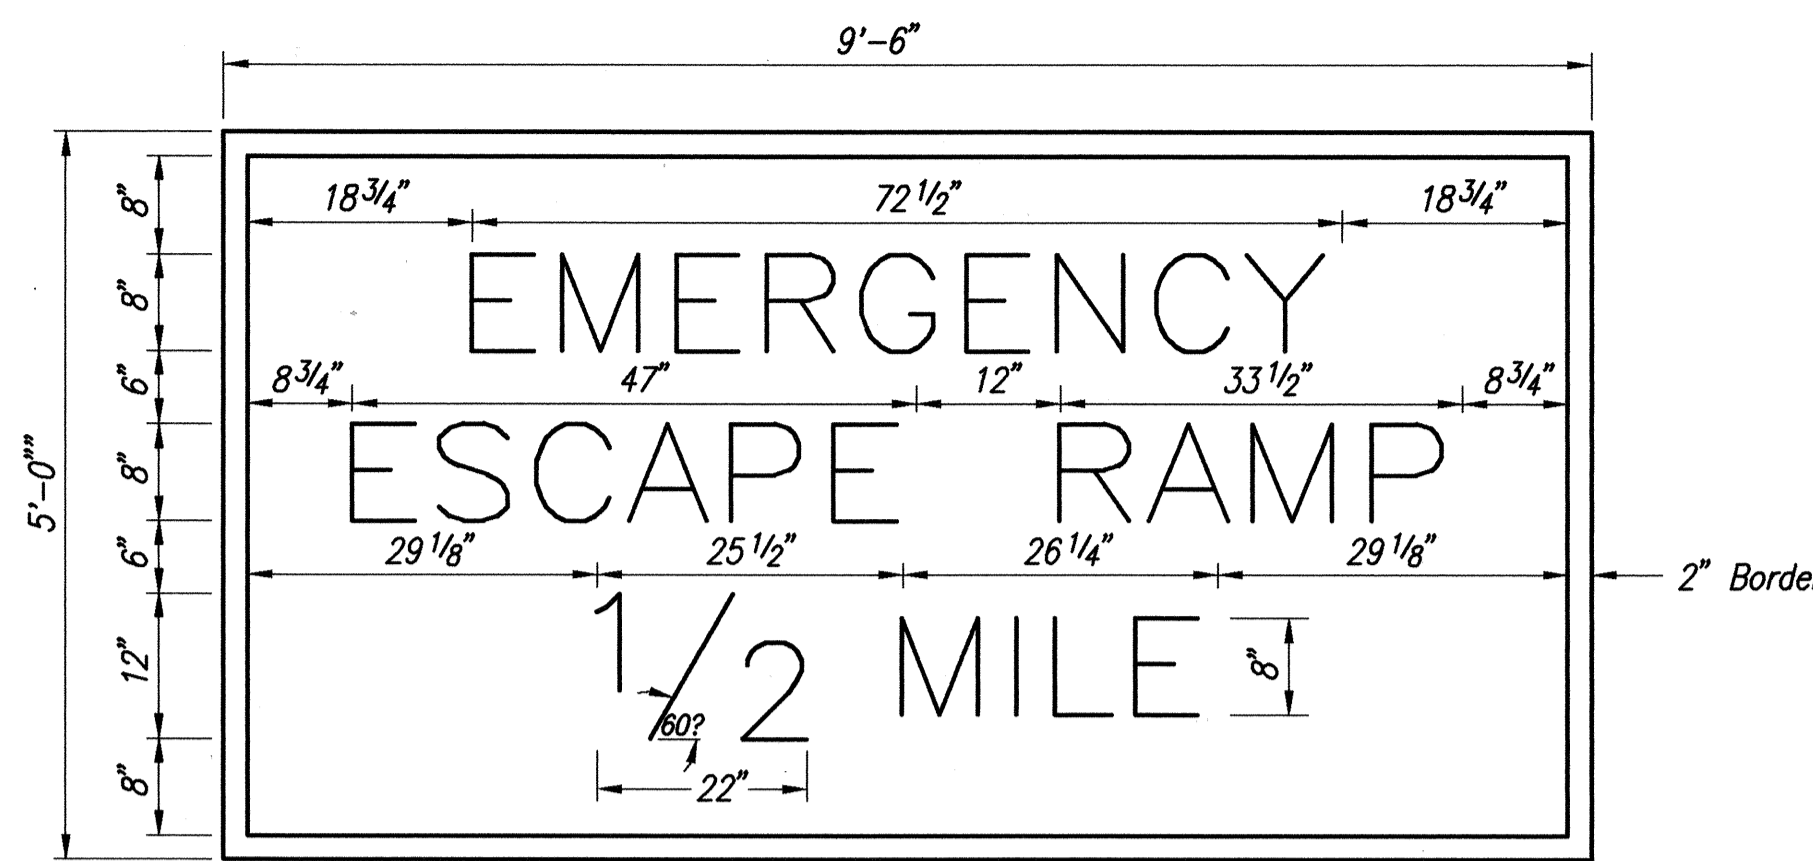 9'-6"
18 3/4" 72 1/2" 18 3/4"
8"
EMERGENCY
8"
8 3/4" 47" 12" 33 1/2" 8 3/4"
6"
ESCAPE RAMP
8"
5'-0'"
29 1/8" 25 1/2" 26 1/4" 29 1/8"
6"
2" Borde
1/2 MILE
12"
8"
60?
22"
8"